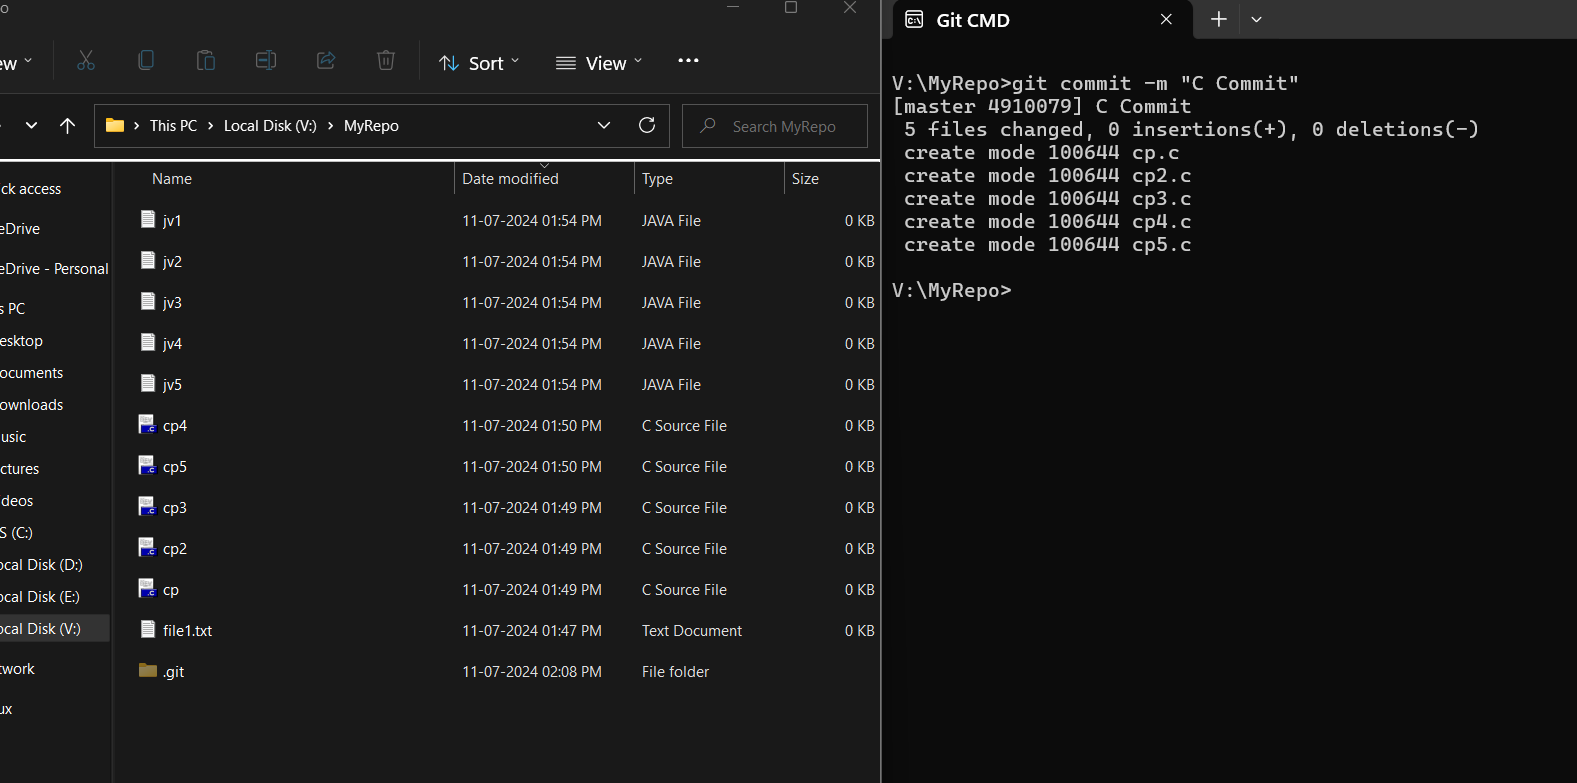 o
ew
Sort
View
This PC > Local Disk (V:) > MyRepo
Search MyRepo
ck access
eDrive
eDrive - Personal
s PC
esktop
ocuments
ownloads
usic
ctures
deos
S (C:)
ocal Disk (D:)
ocal Disk (E:)
ocal Disk (V:)
twork
ux
Name Date modified Type Size
jv1 11-07-2024 01:54 PM JAVA File 0 KB
jv2 11-07-2024 01:54 PM JAVA File 0 KB
jv3 11-07-2024 01:54 PM JAVA File 0 KB
jv4 11-07-2024 01:54 PM JAVA File 0 KB
jv5 11-07-2024 01:54 PM JAVA File 0 KB
cp4 11-07-2024 01:50 PM C Source File 0 KB
cp5 11-07-2024 01:50 PM C Source File 0 KB
cp3 11-07-2024 01:49 PM C Source File 0 KB
cp2 11-07-2024 01:49 PM C Source File 0 KB
cp 11-07-2024 01:49 PM C Source File 0 KB
file1.txt 11-07-2024 01:47 PM Text Document 0 KB
.git 11-07-2024 02:08 PM File folder
Git CMD
V:\MyRepo>git commit -m "C Commit"
[master 4910079] C Commit
5 files changed, 0 insertions(+), 0 deletions(-)
create mode 100644 cp.c
create mode 100644 cp2.c
create mode 100644 cp3.c
create mode 100644 cp4.c
create mode 100644 cp5.c
V:\MyRepo>